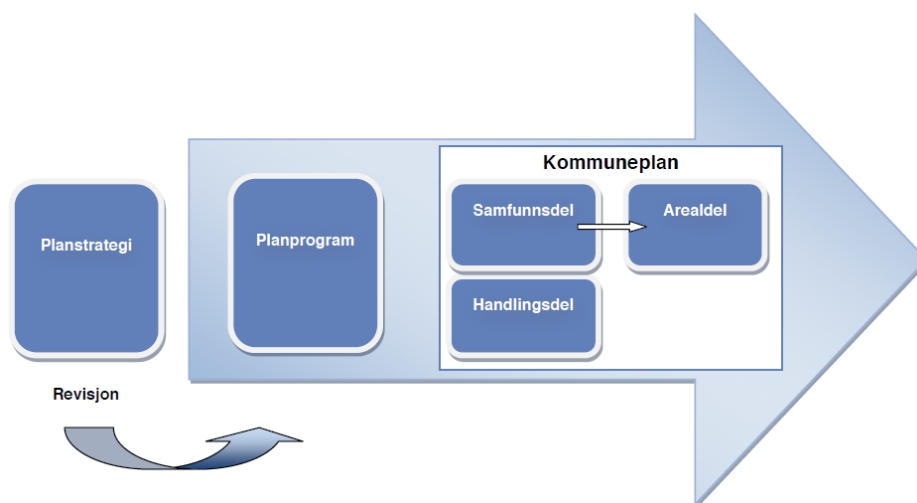 Planstrategi
Revisjon
Planprogram
Kommuneplan
Samfunnsdel
Arealdel
Handlingsdel